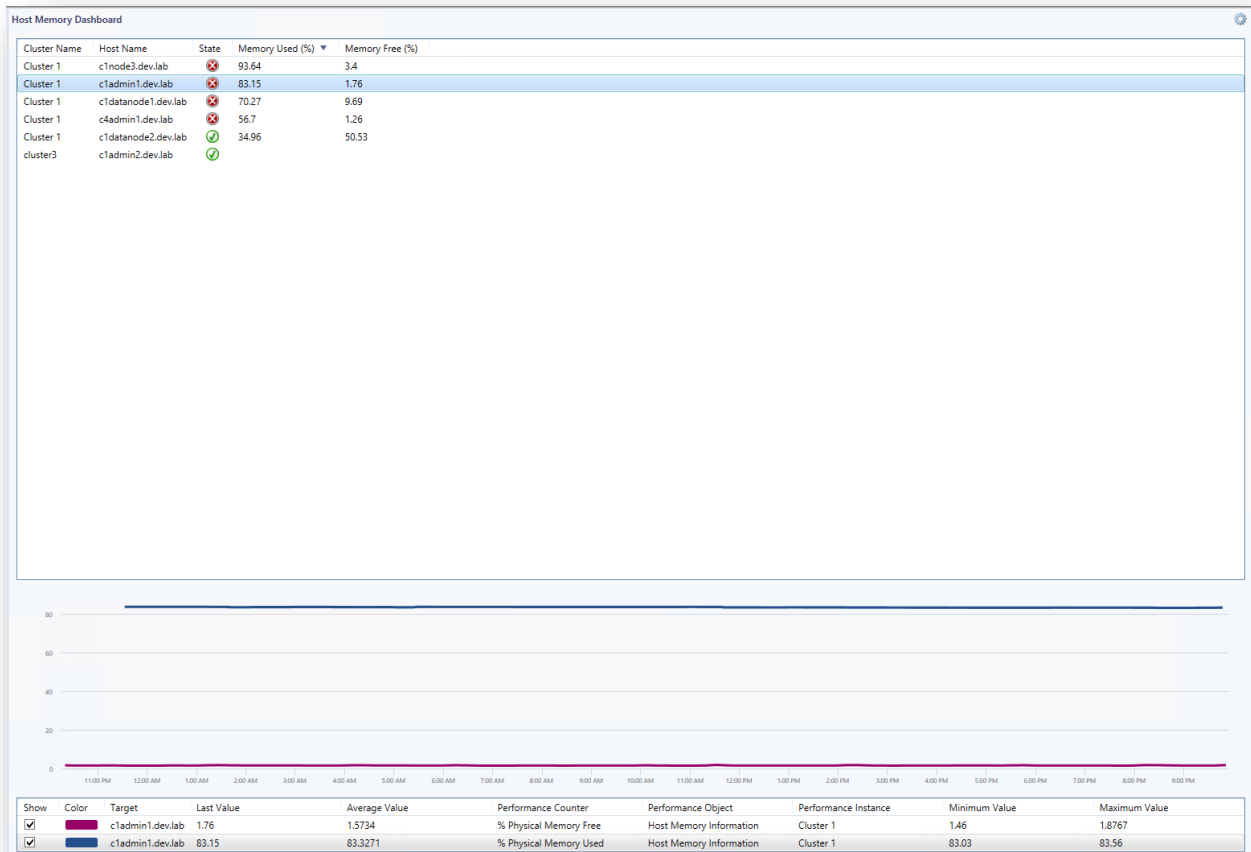 Host Memory Dashboard
Cluster Name Host Name State Memory Used (%) Memory Free (%)
Cluster 1 c1node3.dev.lab 93.64 3.4
Cluster 1 c1admin1.dev.lab 83.15 1.76
Cluster 1 c1datanode1.dev.lab 70.27 9.69
Cluster 1 c4admin1.dev.lab 56.7 1.26
Cluster 1 c1datanode2.dev.lab 34.96 50.53
cluster3 c1admin2.dev.lab
80
60
40
20
0
11:00 PM 12:00 AM 1:00 AM 2:00 AM 3:00 AM 4:00 AM 5:00 AM 6:00 AM 7:00 AM 8:00 AM 9:00 AM 10:00 AM 11:00 AM 12:00 PM 1:00 PM 2:00 PM 3:00 PM 4:00 PM 5:00 PM 6:00 PM 7:00 PM 8:00 PM 9:00 PM
Show Color Target Last Value Average Value Performance Counter Performance Object Performance Instance Minimum Value Maximum Value
c1admin1.dev.lab 1.76 1.5734 % Physical Memory Free Host Memory Information Cluster 1 1.46 1.8767
c1admin1.dev.lab 83.15 83.3271 % Physical Memory Used Host Memory Information Cluster 1 83.03 83.56